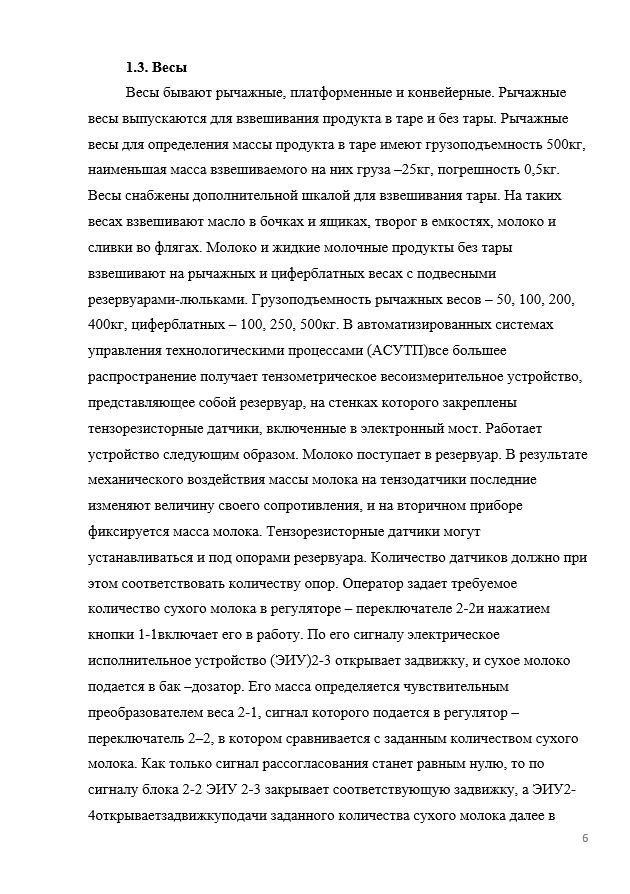 1.3. Весы
Весы бывают рычажные, платформенные и конвейерные. Рычажные
весы выпускаются для взвешивания продукта в таре и без тары. Рычажные
весы для определения массы продукта в таре имеют грузоподъемность 500кг,
наименьшая масса взвешиваемого на них груза –25кг, погрешность 0,5кг.
Весы снабжены дополнительной шкалой для взвешивания тары. На таких
весах взвешивают масло в бочках и ящиках, творог в емкостях, молоко и
сливки во флягах. Молоко и жидкие молочные продукты без тары
взвешивают на рычажных и циферблатных весах с подвесными
резервуарами-люльками. Грузоподъемность рычажных весов – 50, 100, 200,
400кг, циферблатных – 100, 250, 500кг. В автоматизированных системах
управления технологическими процессами (АСУТП)все большее
распространение получает тензометрическое весоизмерительное устройство,
представляющее собой резервуар, на стенках которого закреплены
тензорезисторные датчики, включенные в электронный мост. Работает
устройство следующим образом. Молоко поступает в резервуар. В результате
механического воздействия массы молока на тензодатчики последние
изменяют величину своего сопротивления, и на вторичном приборе
фиксируется масса молока. Тензорезисторные датчики могут
устанавливаться и под опорами резервуара. Количество датчиков должно при
этом соответствовать количеству опор. Оператор задает требуемое
количество сухого молока в регуляторе – переключателе 2-2и нажатием
кнопки 1-1включает его в работу. По его сигналу электрическое
исполнительное устройство (ЭИУ)2-3 открывает задвижку, и сухое молоко
подается в бак –дозатор. Его масса определяется чувствительным
преобразователем веса 2-1, сигнал которого подается в регулятор –
переключатель 2–2, в котором сравнивается с заданным количеством сухого
молока. Как только сигнал рассогласования станет равным нулю, то по
сигналу блока 2-2 ЭИУ 2-3 закрывает соответствующую задвижку, а ЭИУ2-
4открываетзадвижкуподачи заданного количества сухого молока далее в
6